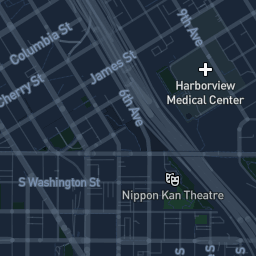 9th Ave
Columbia St
James St
Cherry St
6th Ave
Harborview
Medical Center
S Washington St
Nippon Kan Theatre
S
S
S